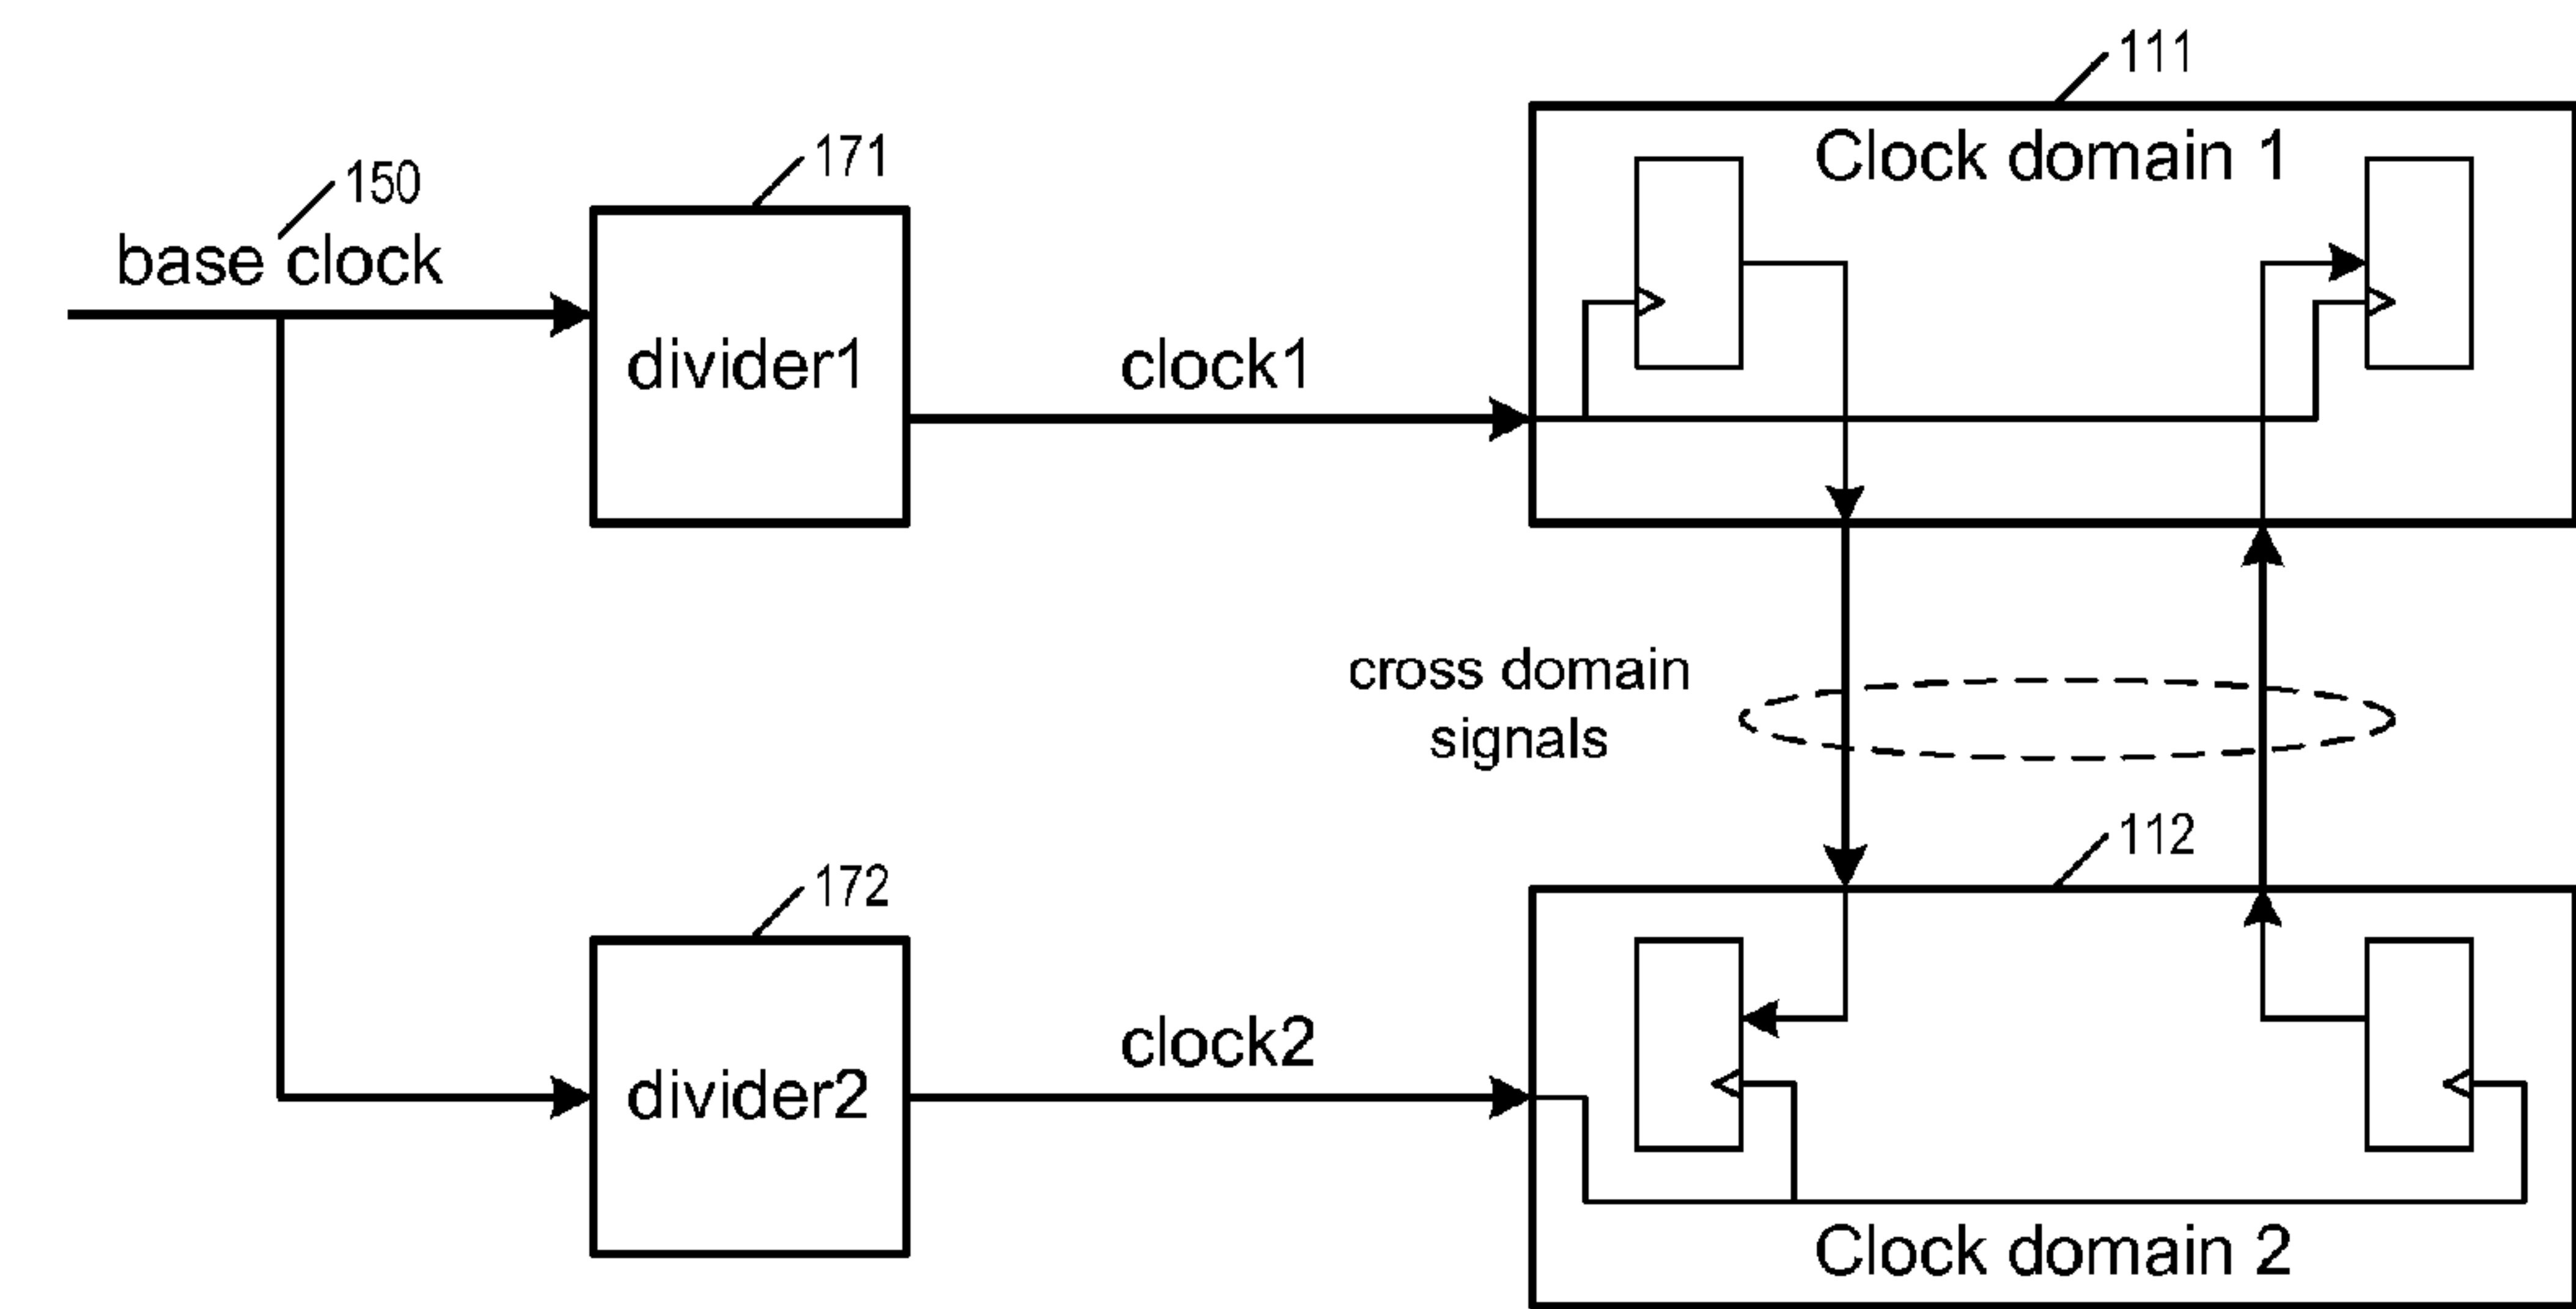 111
Clock domain 1
171
150
base clock
divider1
clock1
cross domain
signals
112
172
clock2
divider2
Clock domain 2